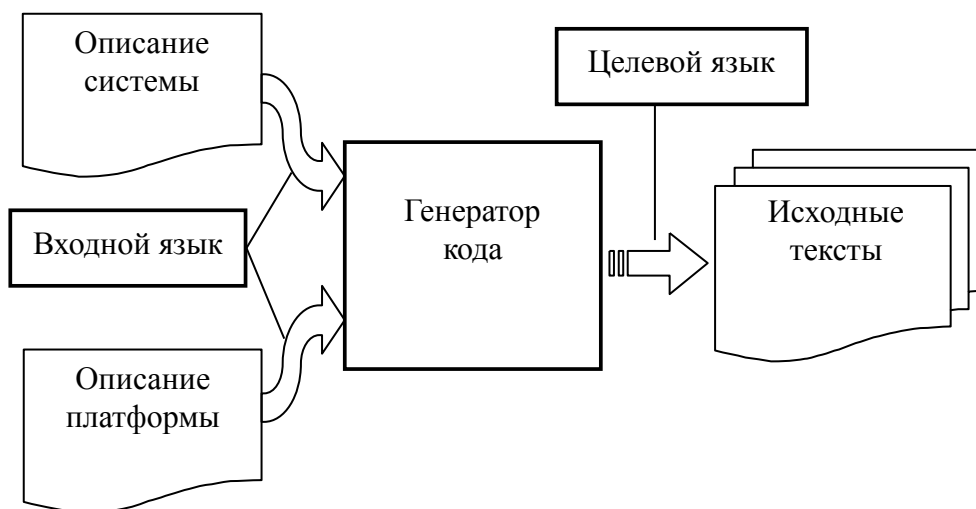 Описание
системы
Целевой язык
Генератор
кода
Исходные
тексты
Входной язык
Описание
платформы